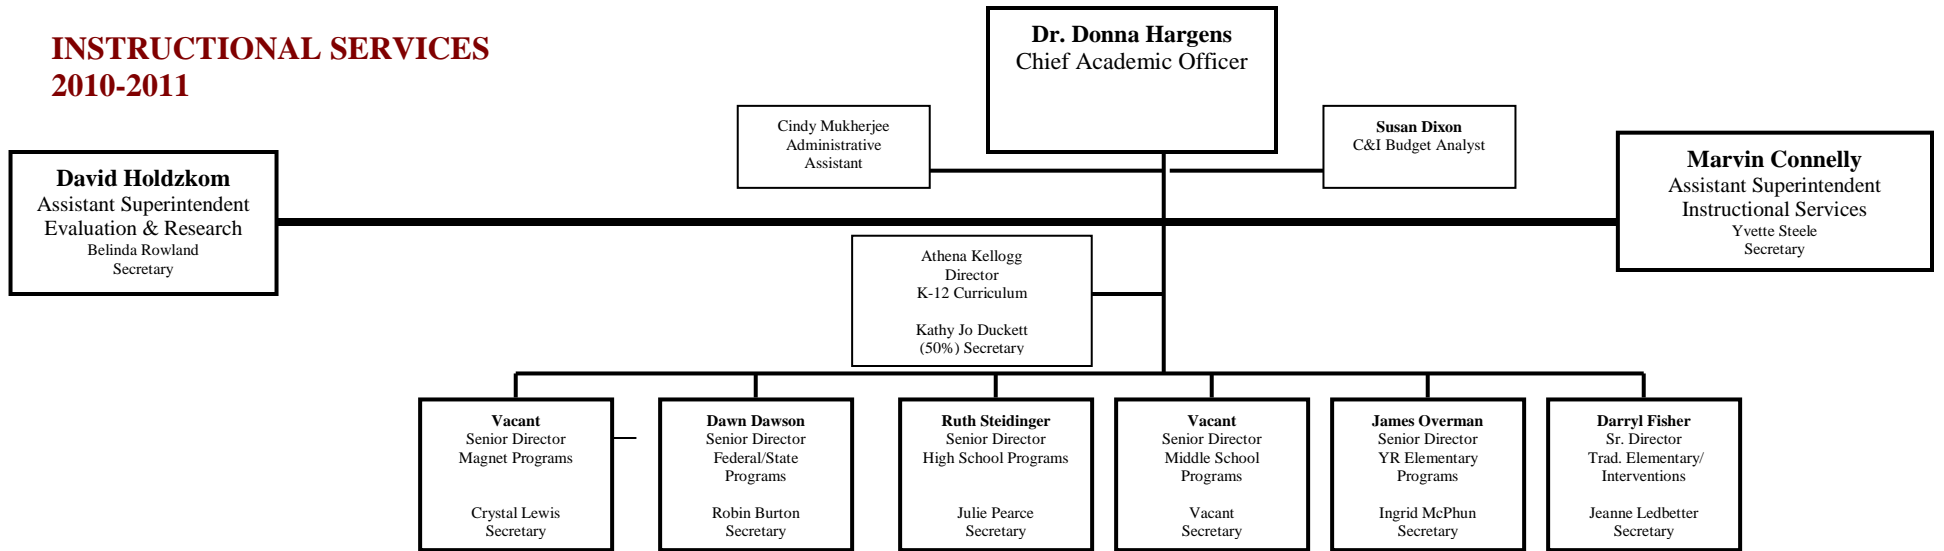 INSTRUCTIONAL SERVICES
2010-2011
Dr. Donna Hargens
Chief Academic Officer
Cindy Mukherjee
Administrative
Assistant
Susan Dixon
C&I Budget Analyst
David Holdzkom
Assistant Superintendent
Evaluation & Research
Belinda Rowland
Secretary
Marvin Connelly
Assistant Superintendent
Instructional Services
Yvette Steele
Secretary
Athena Kellogg
Director
K-12 Curriculum
Kathy Jo Duckett
(50%) Secretary
Vacant
Senior Director
Magnet Programs
Crystal Lewis
Secretary
Dawn Dawson
Senior Director
Federal/State
Programs
Robin Burton
Secretary
Ruth Steidinger
Senior Director
High School Programs
Julie Pearce
Secretary
Vacant
Senior Director
Middle School
Programs
Vacant
Secretary
James Overman
Senior Director
YR Elementary
Programs
Ingrid McPhun
Secretary
Darryl Fisher
Sr. Director
Trad. Elementary/
Interventions
Jeanne Ledbetter
Secretary